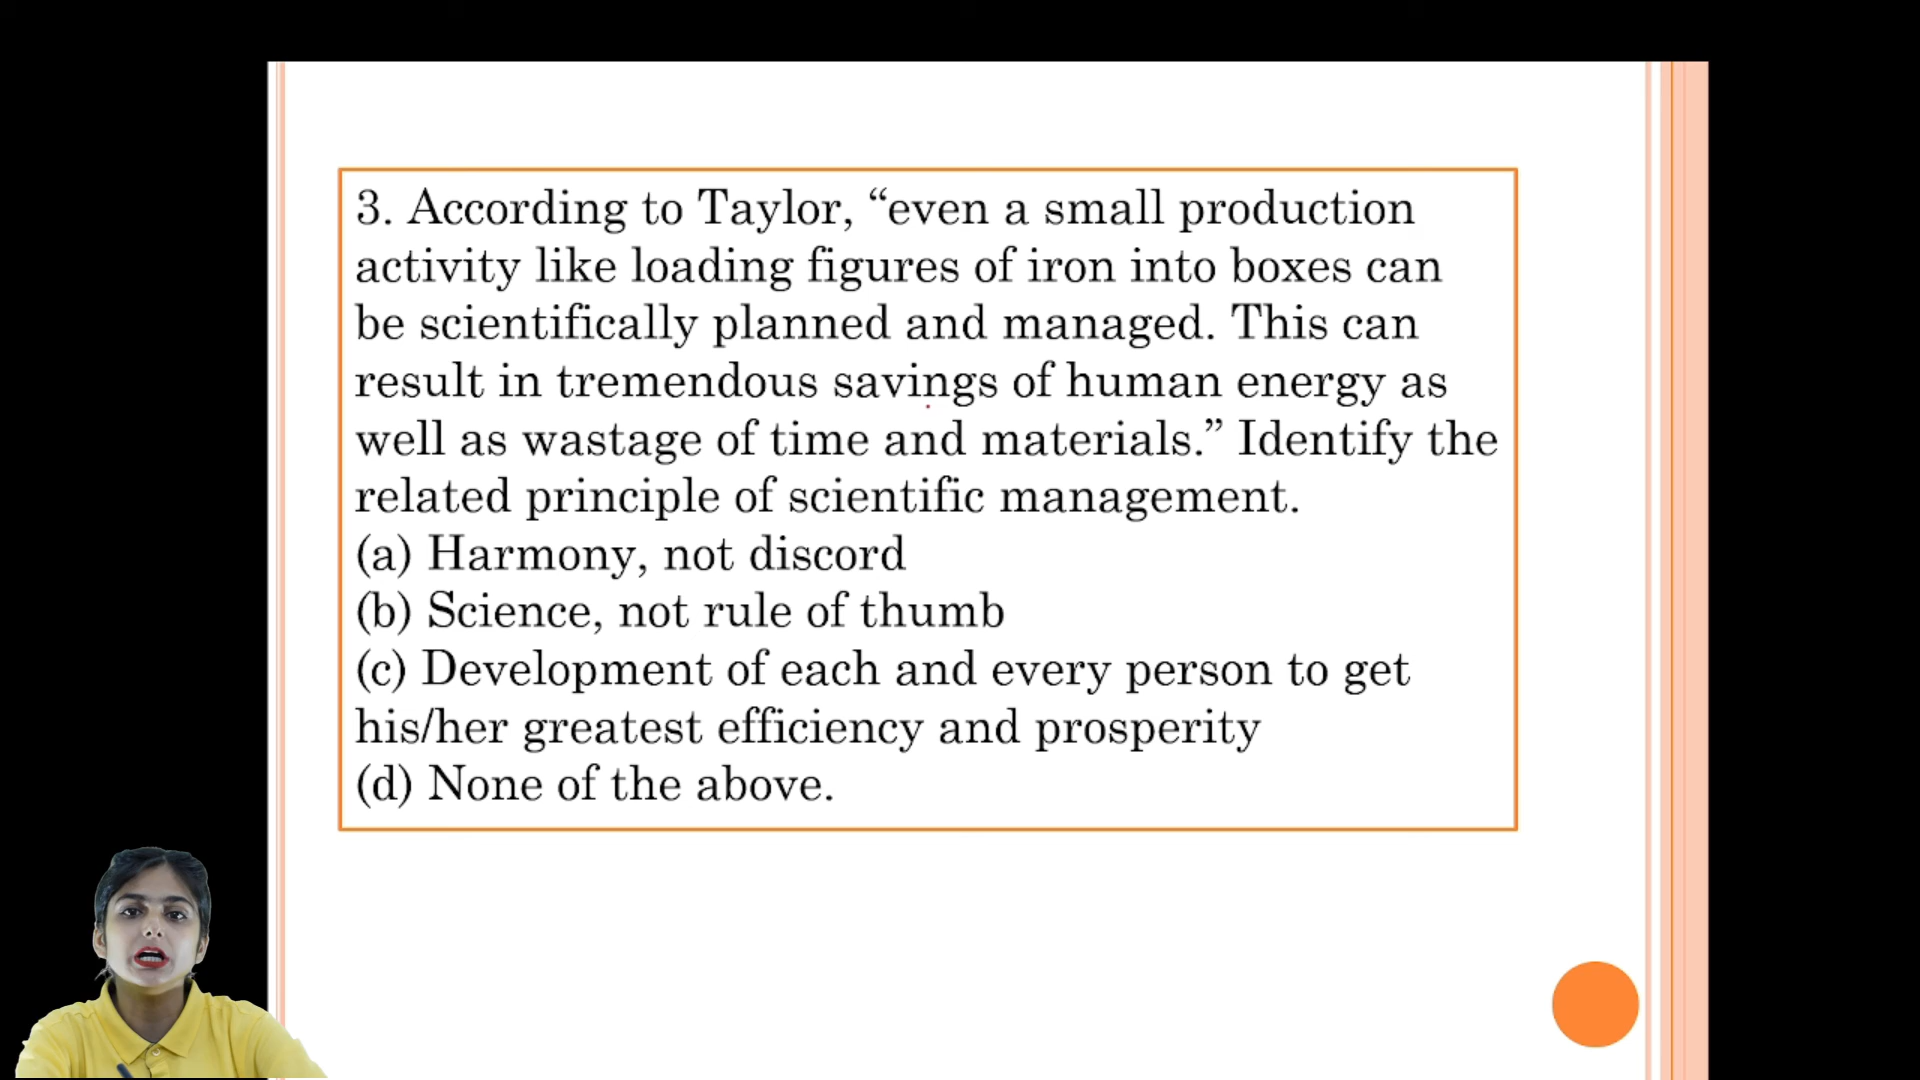 3. According to Taylor, “even a small production
activity like loading figures of iron into boxes can
be scientifically planned and managed. This can
result in tremendous savings of human energy as
well as wastage of time and materials.” Identify the
related principle of scientific management.
(a) Harmony, not discord
(b) Science, not rule of thumb
(c) Development of each and every person to get
his/her greatest efficiency and prosperity
(d) None of the above.